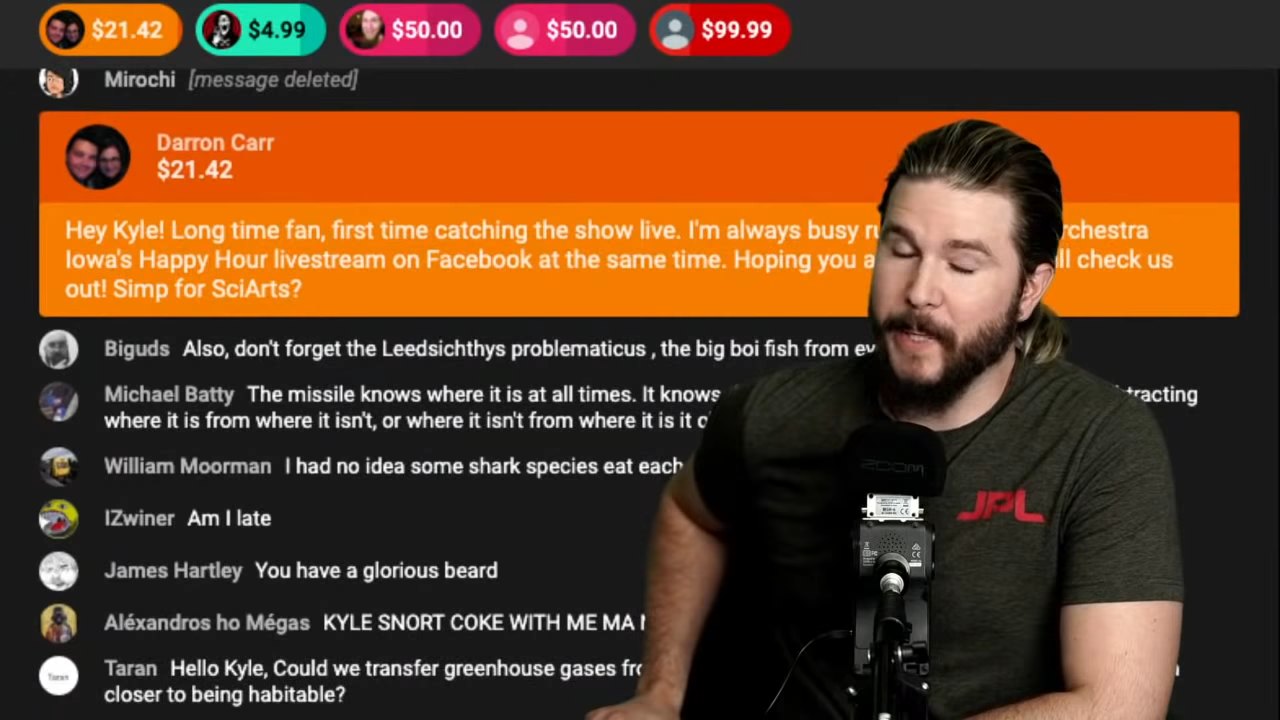 $21.42 $4.99 $50.00 $50.00 $99.99
Mirochi [message deleted]
Darron Carr
$21.42
Hey Kyle! Long time fan, first time catching the show live. I'm always busy
Iowa's Happy Hour livestream on Facebook at the same time. Hoping you check us
out! Simp for SciArts?
Biguds Also, don't forget the Leedsichthys problematicus , the big boi fish from
Michael Batty The missile knows where it is at all times. It knows
where it is from where it isn't, or where it isn't from where it is it
William Moorman I had no idea some shark species eat each
ZOOM
JPL
IZwiner Am I late
James Hartley You have a glorious beard
Aléxandros ho Mégas KYLE SNORT COKE WITH ME MA
Taran Hello Kyle, Could we transfer greenhouse gases
closer to being habitable?